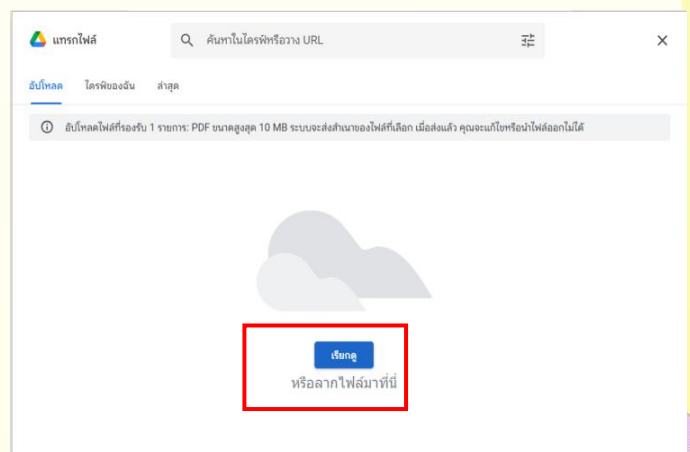 แทรกไฟล์
ค้นหาในไดรฟ์หรือวาง URL
อัปโหลด ไดรฟ์ของฉัน ล่าสุด
อัปโหลดไฟล์ที่รองรับ 1 รายการ: PDF ขนาดสูงสุด 10 MB ระบบจะส่งสำเนาของไฟล์ที่เลือก เมื่อส่งแล้ว คุณจะแก้ไขหรือนำไฟล์ออกไม่ได้
เรียกดู
หรือลากไฟล์มาที่นี่